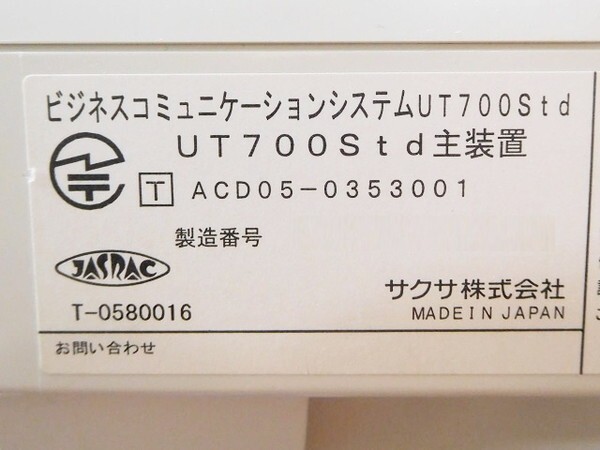 ビジネスコミュニケーションシステムUT700Std
UT700Std主装置
T ACD05-0353001
製造番号
JASRAC
T-0580016
サクサ株式会社
MADE IN JAPAN
お問い合わせ